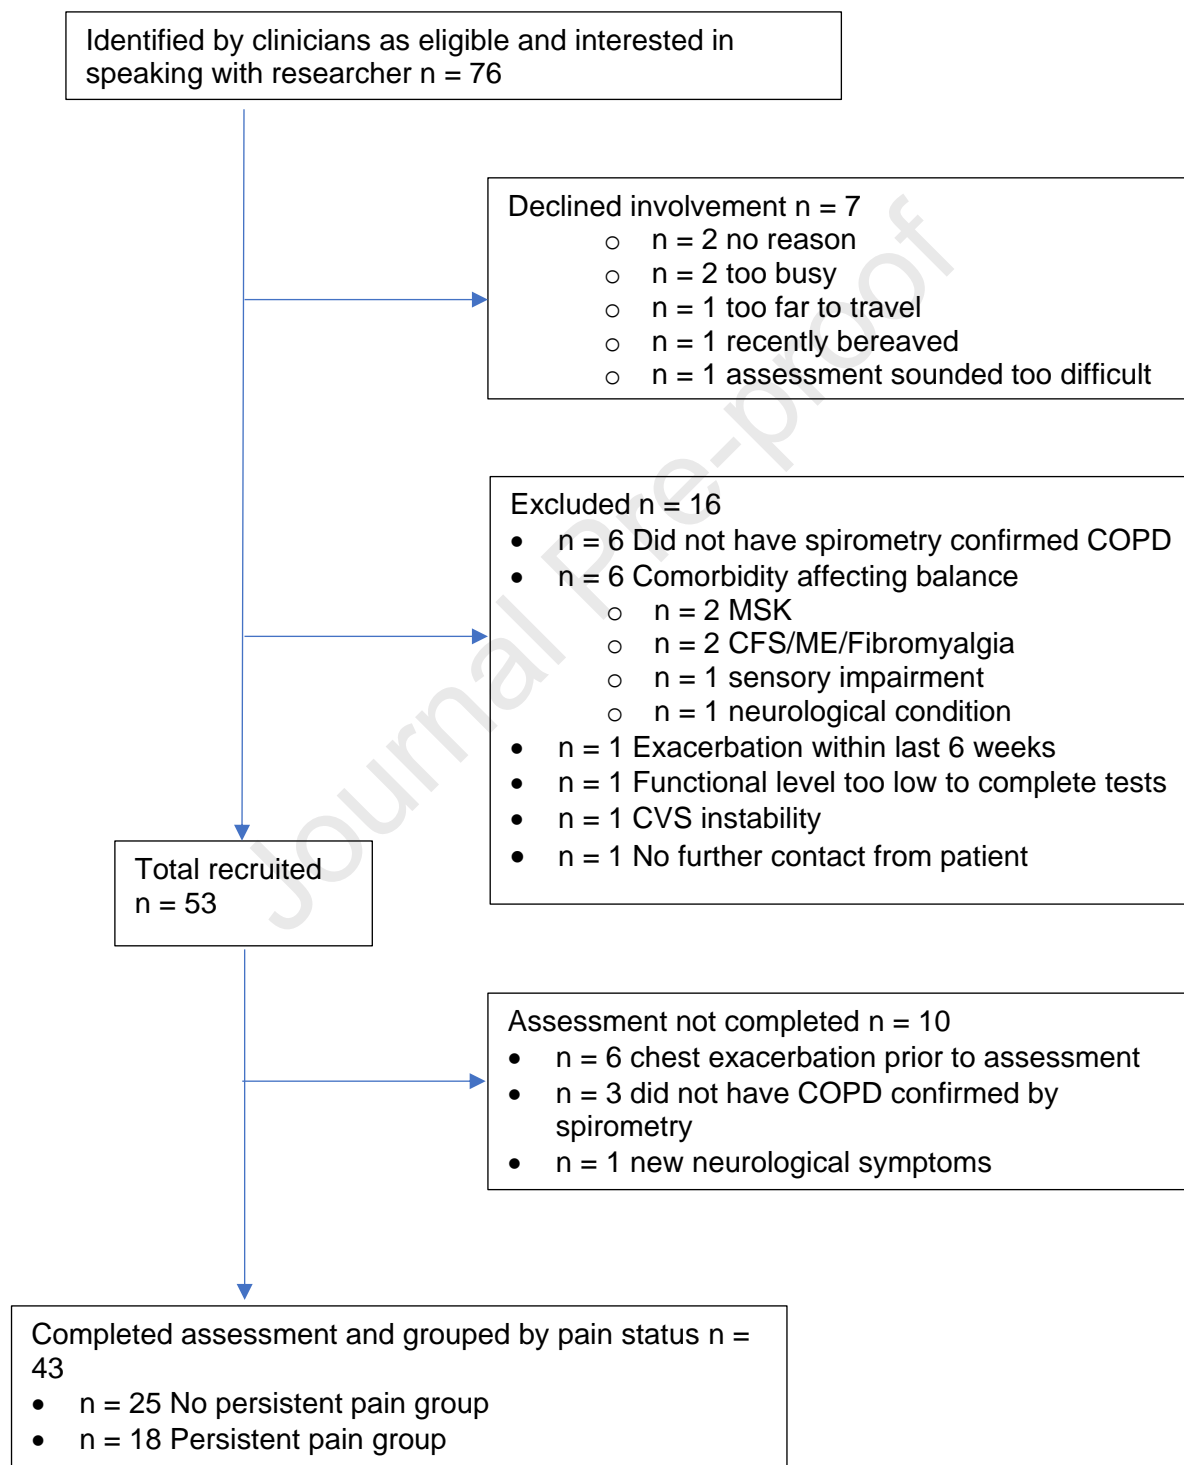 Identified by clinicians as eligible and interested in
speaking with researcher n = 76
Declined involvement n = 7
o n = 2 no reason
o n = 2 too busy
o n = 1 too far to travel
o n = 1 recently bereaved
o n = 1 assessment sounded too difficult
Excluded n = 16
• n = 6 Did not have spirometry confirmed COPD
• n = 6 Comorbidity affecting balance
o n = 2 MSK
o n = 2 CFS/ME/Fibromyalgia
o n = 1 sensory impairment
o n = 1 neurological condition
• n = 1 Exacerbation within last 6 weeks
• n = 1 Functional level too low to complete tests
• n = 1 CVS instability
• n = 1 No further contact from patient
Total recruited
n = 53
Assessment not completed n = 10
• n = 6 chest exacerbation prior to assessment
• n = 3 did not have COPD confirmed by
spirometry
• n = 1 new neurological symptoms
Completed assessment and grouped by pain status n =
43
• n = 25 No persistent pain group
• n = 18 Persistent pain group
Journal Pre-proof